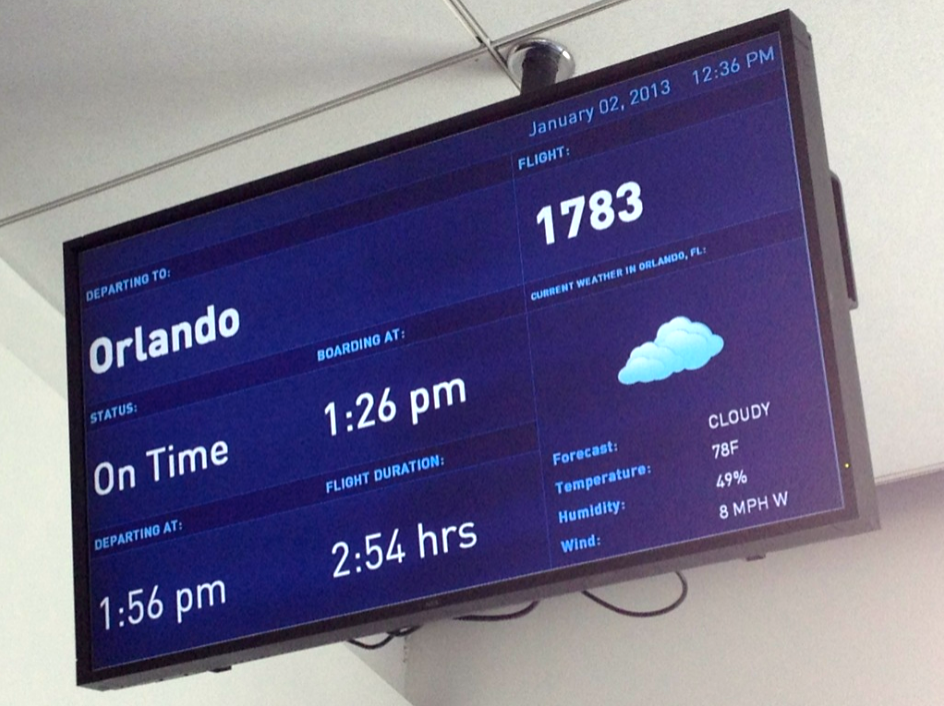 January 02, 2013 12:36 PM
DEPARTING TO:
Orlando
STATUS:
On Time
BOARDING AT:
1:26 pm
DEPARTING AT:
1:56 pm
FLIGHT DURATION:
2:54 hrs
FLIGHT:
1783
CURRENT WEATHER IN ORLANDO, FL:
Forecast: CLOUDY
Temperature: 78F
Humidity: 49%
Wind: 8 MPH W